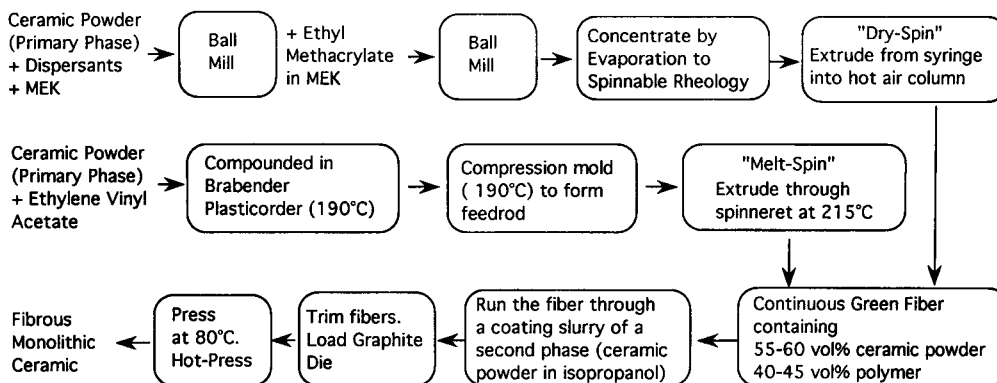 Ceramic Powder
(Primary Phase)
+ Dispersants
+ MEK
Ball
Mill
+ Ethyl
Methacrylate
in MEK
Ball
Mill
Concentrate by
Evaporation to
Spinnable Rheology
"Dry-Spin"
Extrude from syringe
into hot air column
Ceramic Powder
(Primary Phase)
+ Ethylene Vinyl
Acetate
Compounded in
Brabender
Plasticorder (190°C)
Compression mold
( 190°C) to form
feedrod
"Melt-Spin"
Extrude through
spinneret at 215°C
Continuous Green Fiber
containing
55-60 vol% ceramic powder
40-45 vol% polymer
Run the fiber through
a coating slurry of a
second phase (ceramic
powder in isopropanol)
Trim fibers.
Load Graphite
Die
Press
at 80°C.
Hot-Press
Fibrous
Monolithic
Ceramic